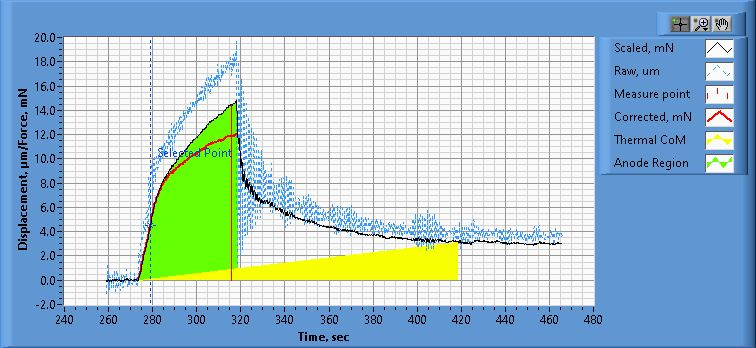 Scaled, mN
Raw, um
Measure point
Corrected, mN
Thermal CoM
Anode Region
Displacement, µm/Force, mN
20.0
18.0
16.0
14.0
12.0
10.0
8.0
6.0
4.0
2.0
0.0
-2.0
Selected Point
240
260
280
300
320
340
360
380
400
420
440
460
480
Time, sec